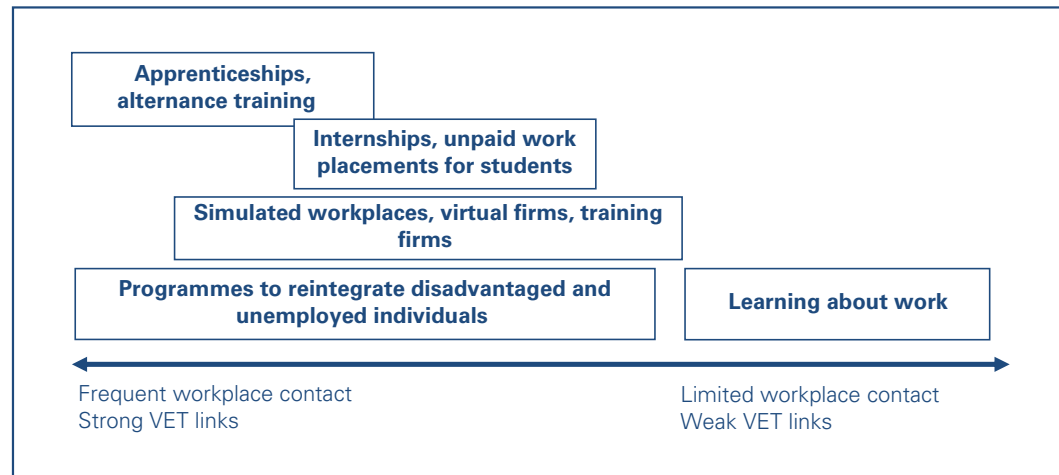 Apprenticeships,
alternance training
Internships, unpaid work
placements for students
Simulated workplaces, virtual firms, training
firms
Programmes to reintegrate disadvantaged and
unemployed individuals
Learning about work
Frequent workplace contact
Strong VET links
Limited workplace contact
Weak VET links